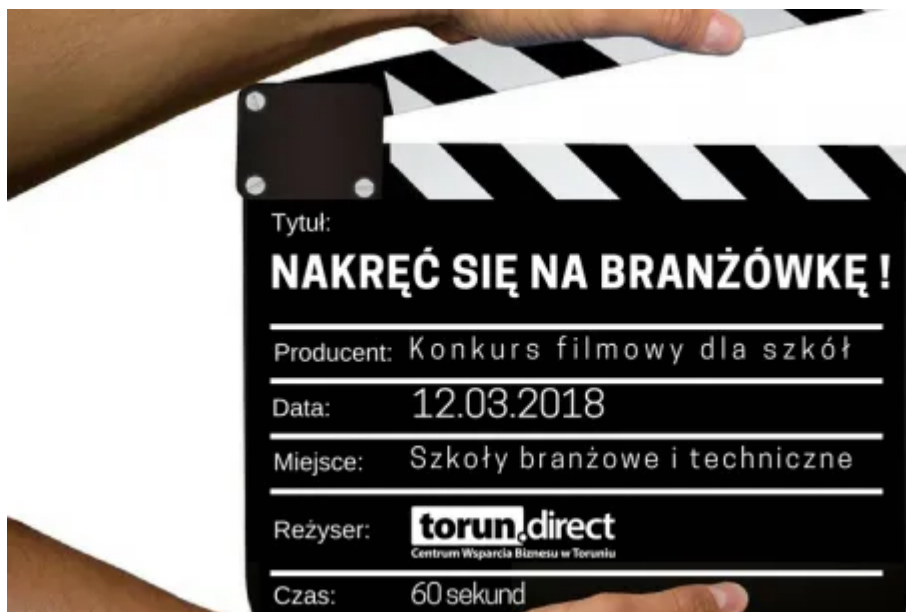 Tytuł:
NAKRĘĆ SIĘ NA BRANŻÓWKĘ !
Producent: Konkurs filmowy dla szkół
Data: 12.03.2018
Miejsce: Szkoły branżowe i techniczne
Reżyser: torun.direct
Centrum Wsparcia Biznesu w Toruniu
Czas: 60 sekund